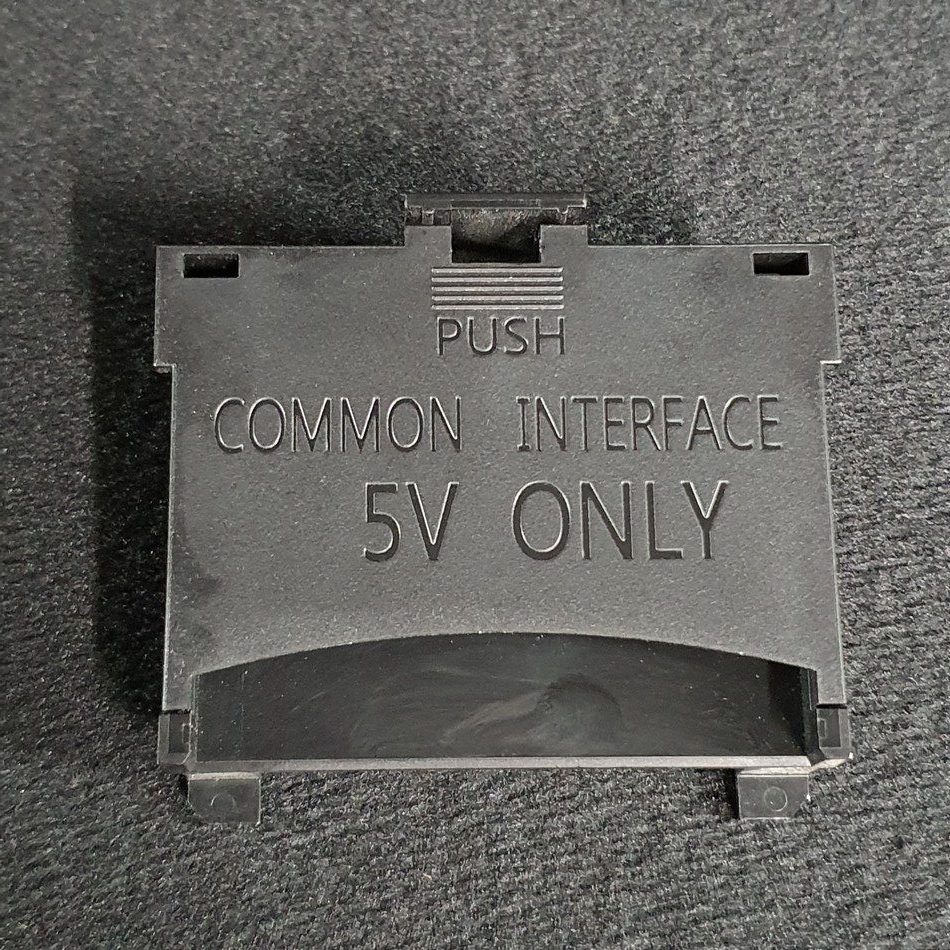 PUSH
COMMON INTERFACE
5V ONLY